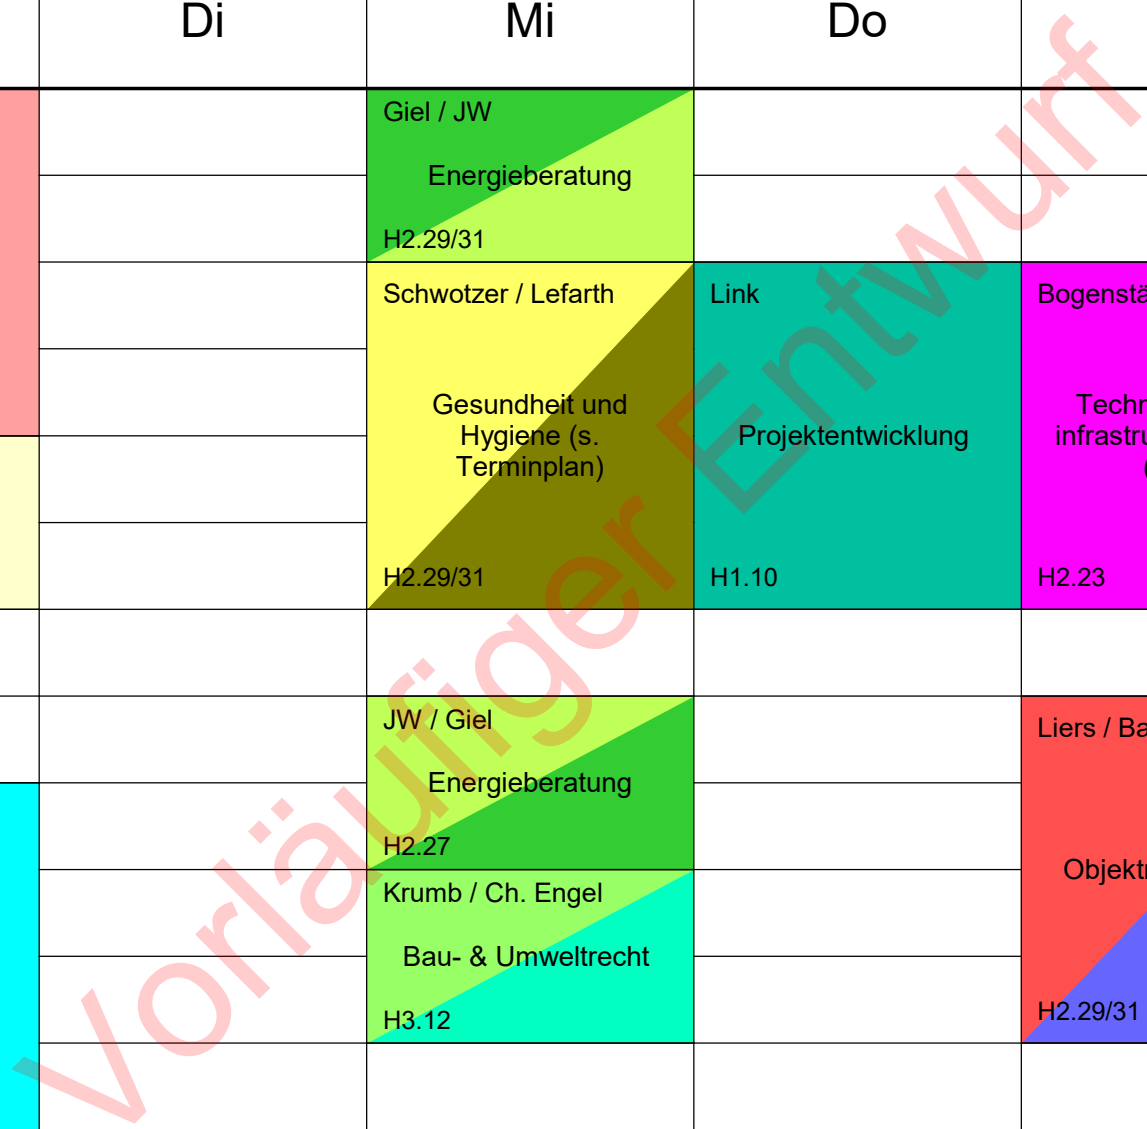 Di
Mi
Do
Giel / JW
Energieberatung
H2.29/31
Schwotzer / Lefarth
Gesundheit und
Hygiene (s.
Terminplan)
H2.29/31
Link
Projektentwicklung
H1.10
H2.23
JW / Giel
Energieberatung
H2.27
Krumb / Ch. Engel
Bau- & Umweltrecht
H3.12
Liers /
H2.29/31
Vorläufiger Entwurf